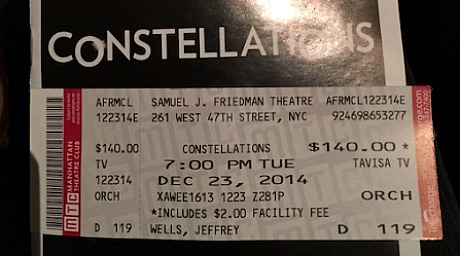 CONSTELLATIONS
AFRMCL SAMUEL J. FRIEDMAN THEATRE AFRMCL122314E
122314E 261 WEST 47TH STREET, NYC 924698653277
$140.00 CONSTELLATIONS $140.00 *
TV 7:00 PM TUE TAVISA TV
122314 DEC 23, 2014
ORCH XAWEE1613 1223 Z281P ORCH
*INCLUDES $2.00 FACILITY FEE
D 119 WELLS, JEFFREY D 119
MTC MANHATTAN
THEATRE CLUB